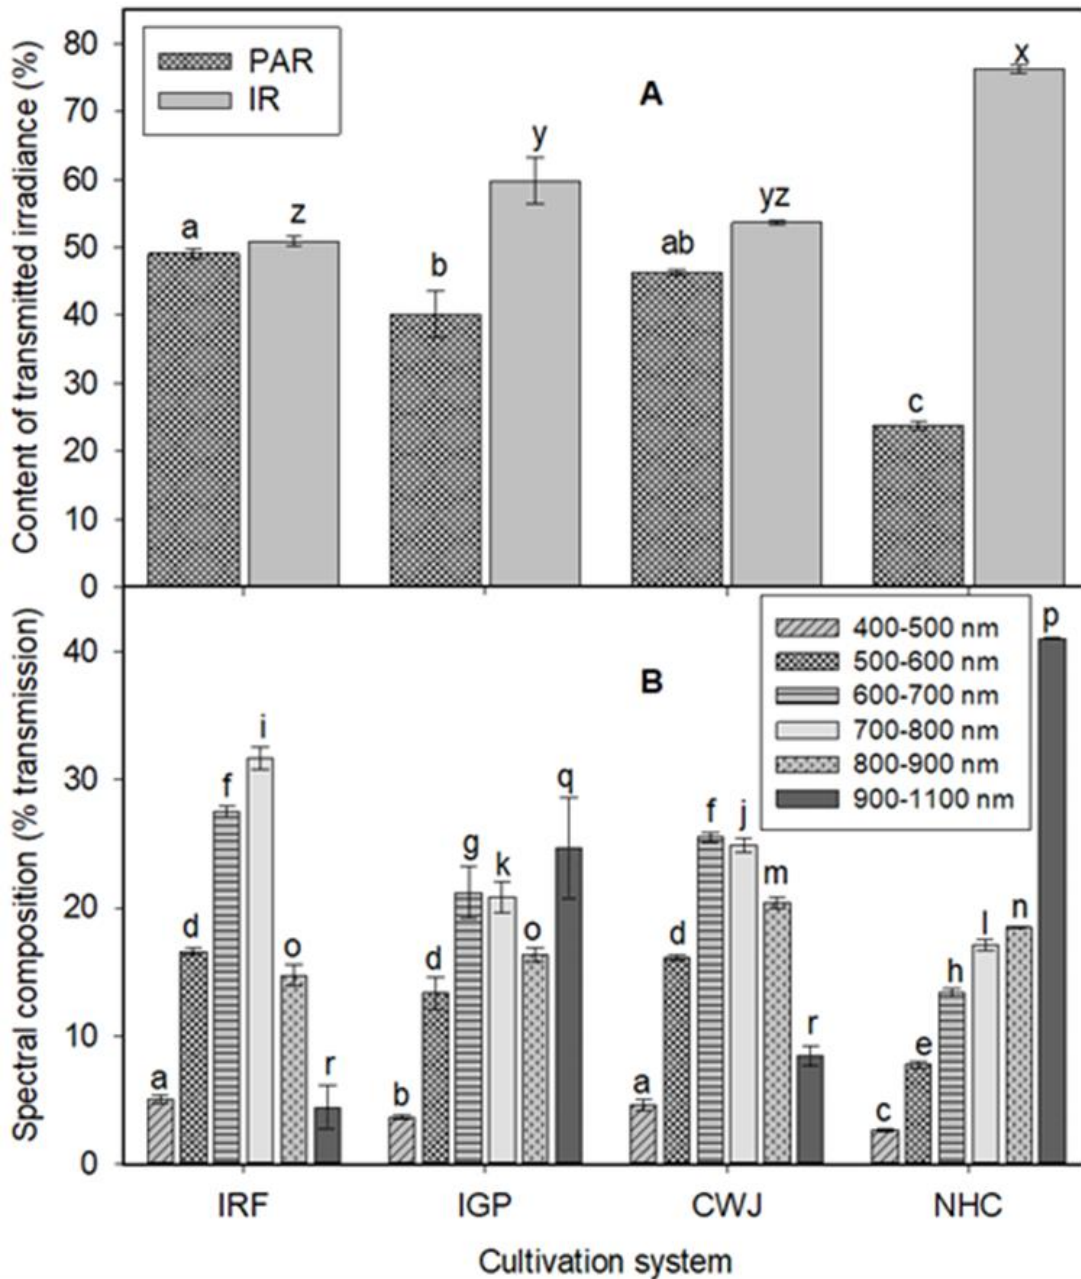 Content of transmitted irradiance (%)
80
70
60
50
40
30
20
10
0
PAR
IR
A
a
z
b
y
ab
yz
c
x
Spectral composition (% transmission)
40
30
20
10
0
B
400-500 nm
500-600 nm
600-700 nm
700-800 nm
800-900 nm
900-1100 nm
a
d
f
i
o
r
b
d
g
k
o
q
a
d
f
j
m
r
c
e
h
l
n
p
IRF IGP CWJ NHC
Cultivation system